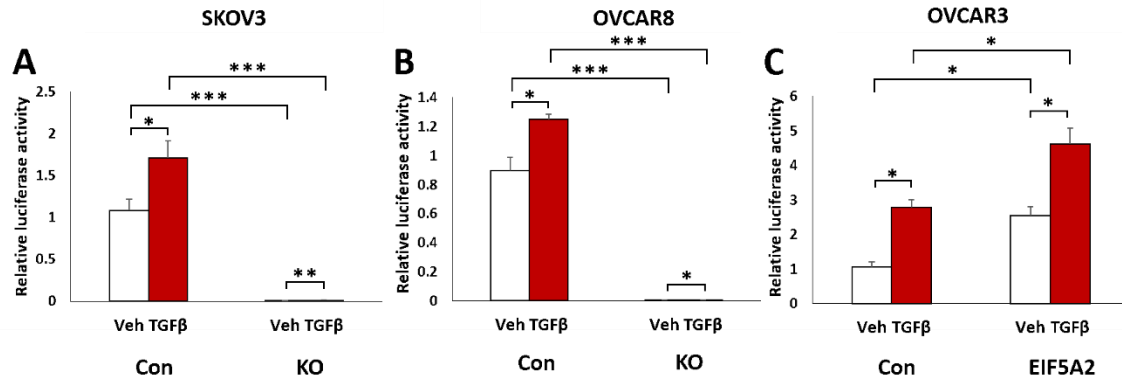 SKOV3
A
Relative luciferase activity
2.5
2
1.5
1
0.5
0
***
***
*
**
Veh TGFβ
Veh TGFβ
Con
KO
OVCAR8
B
Relative luciferase activity
1.4
1.2
1
0.8
0.6
0.4
0.2
0
***
***
*
*
Veh TGFβ
Veh TGFβ
Con
KO
OVCAR3
C
Relative luciferase activity
6
5
4
3
2
1
0
*
*
*
*
Veh TGFβ
Veh TGFβ
Con
EIF5A2